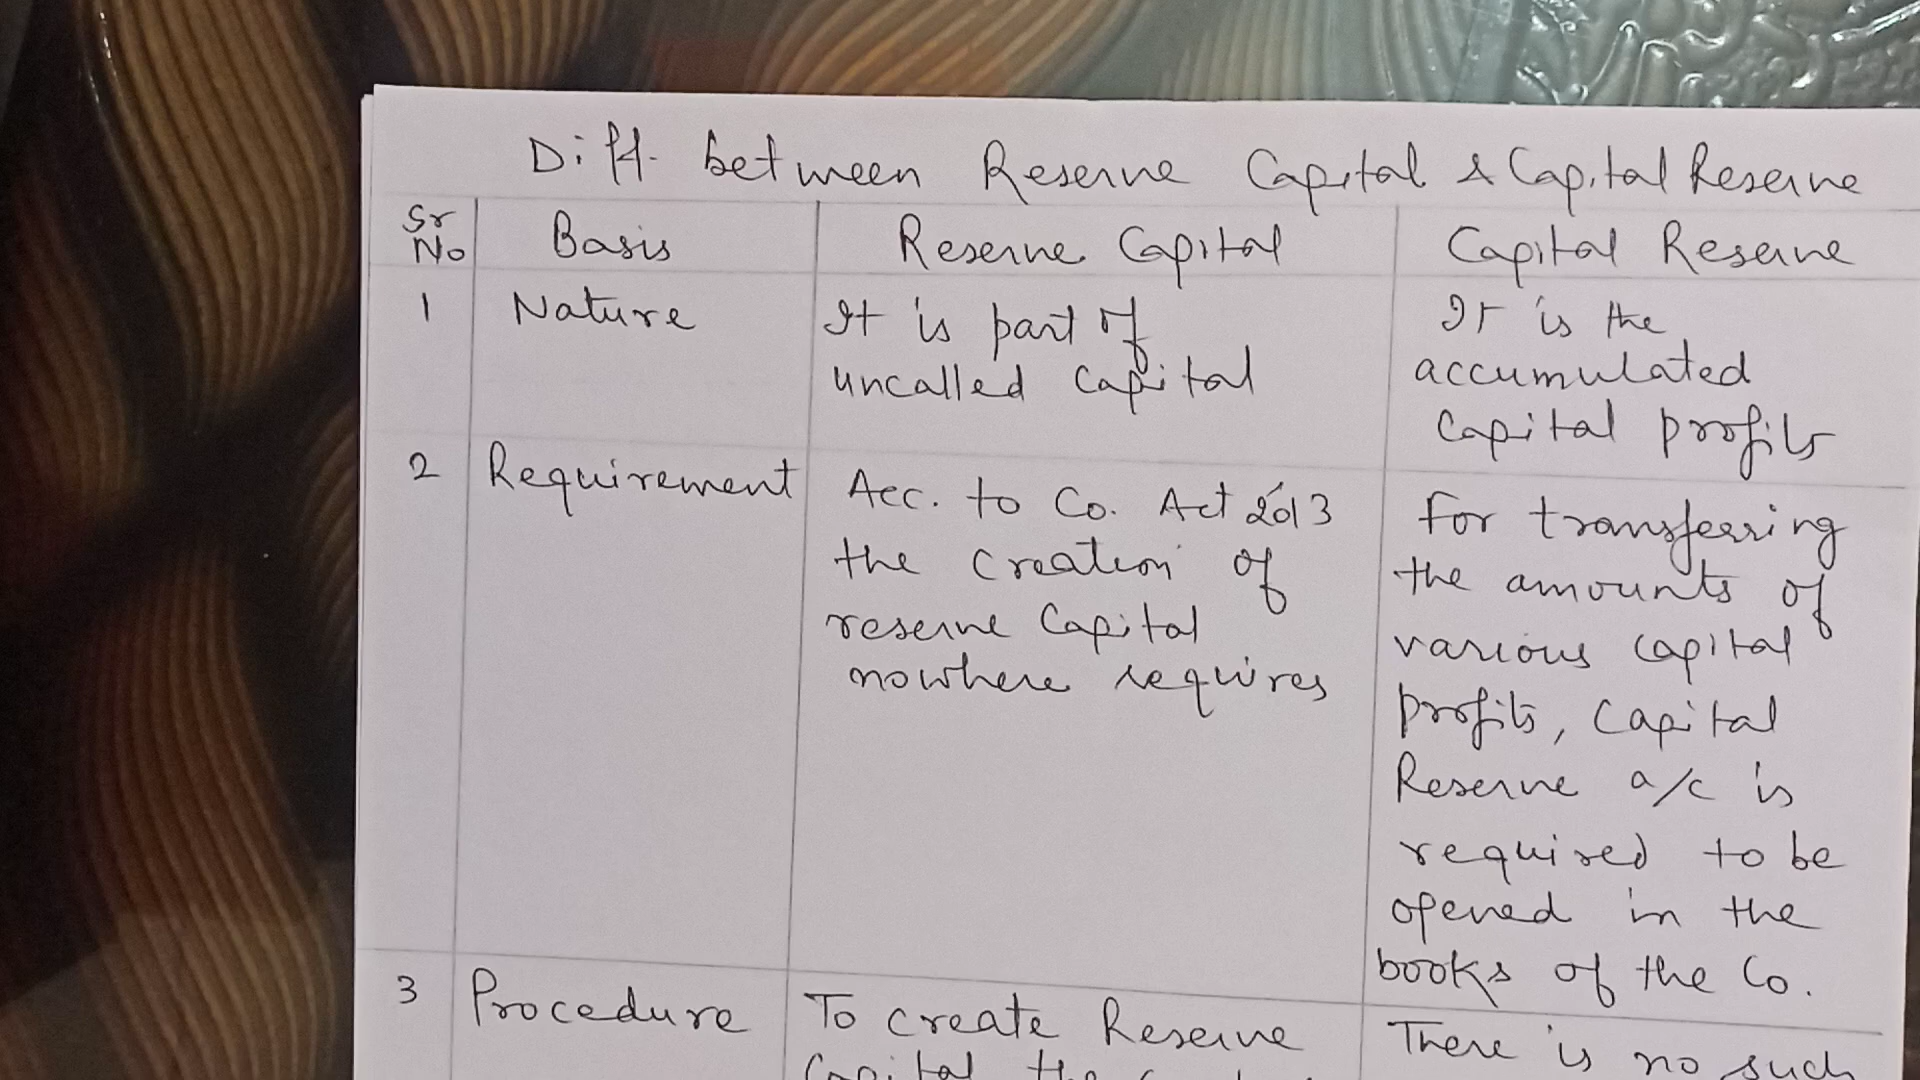 Diff. between Reserve Capital & Capital Reserve
Sr No Basis Reserve Capital Capital Reserve
1 Nature
It is part of
uncalled Capital
It is the
accumulated
Capital profits
2 Requirement
Acc. to Co. Act 2013
the creation of
reserve Capital
nowhere requires
For transferring
the amounts of
various capital
profits, Capital
Reserve a/c is
required to be
opened in the
books of the Co.
3 Procedure
To create Reserve
Capital the
There is no such